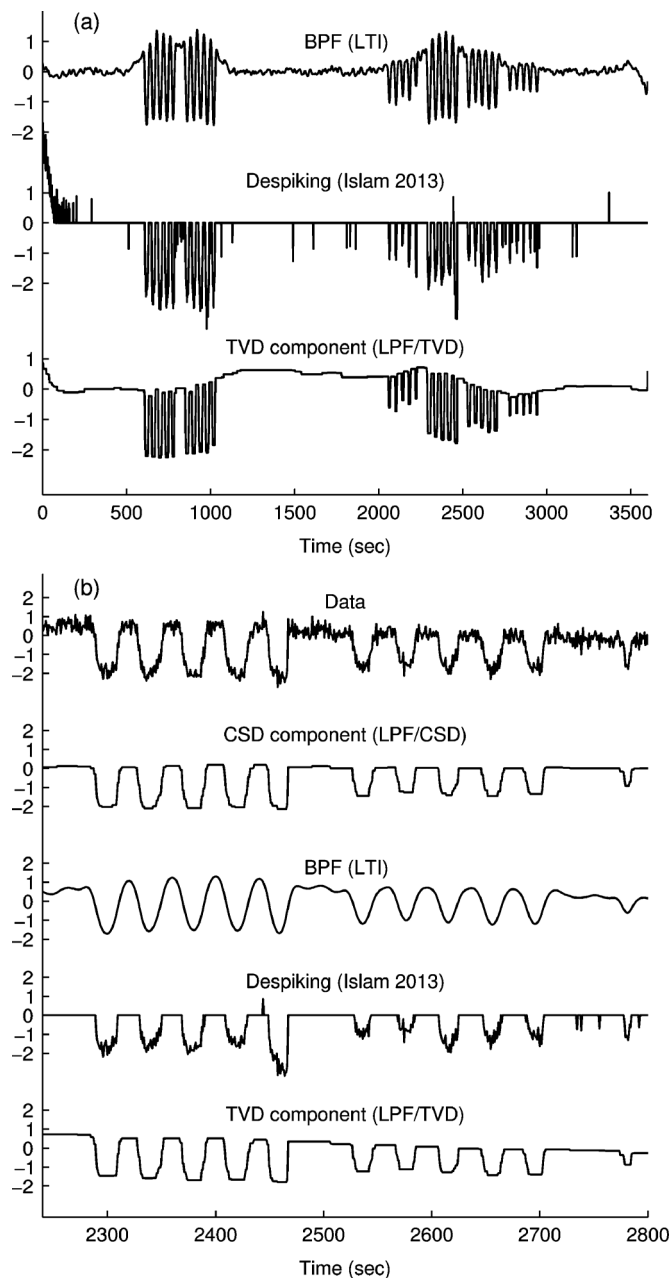 (a)
BPF (LTI)
1
0
−1
−2
Despiking (Islam 2013)
1
0
−1
−2
TVD component (LPF/TVD)
1
0
−1
−2
0 500 1000 1500 2000 2500 3000 3500
Time (sec)
(b)
Data
2
1
0
−1
−2
CSD component (LPF/CSD)
2
1
0
−1
−2
BPF (LTI)
2
1
0
−1
−2
Despiking (Islam 2013)
2
1
0
−1
−2
TVD component (LPF/TVD)
2
1
0
−1
−2
2300 2400 2500 2600 2700 2800
Time (sec)